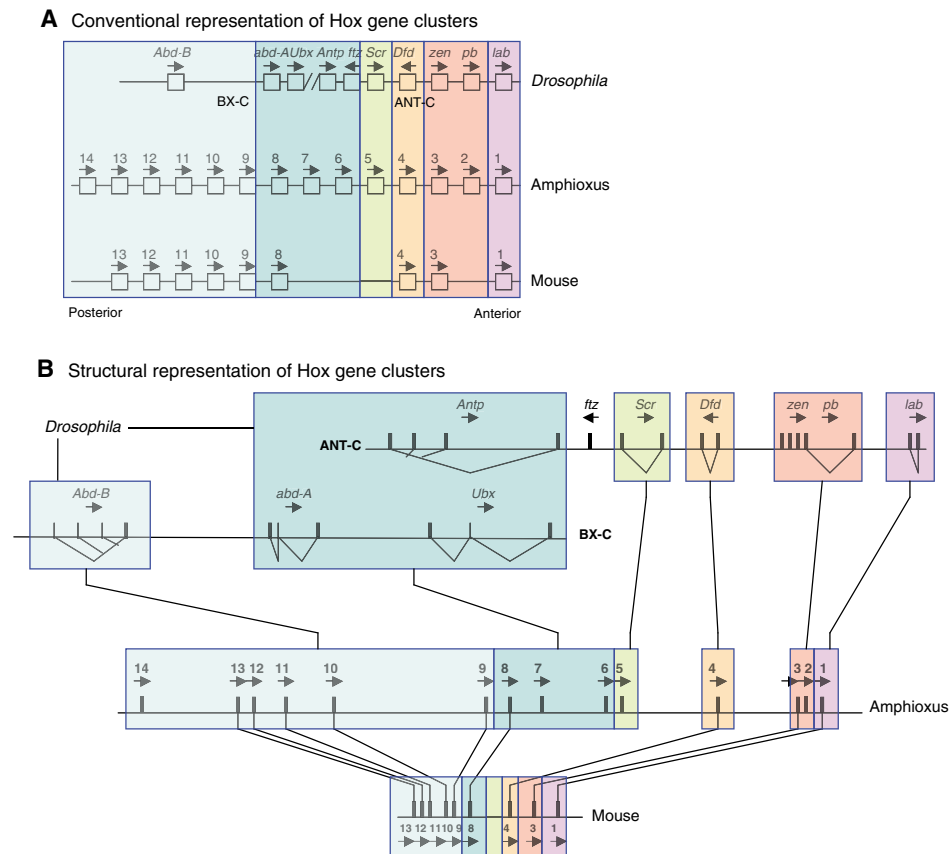 A Conventional representation of Hox gene clusters
Abd-B abd-A Ubx Antp ftz Scr Dfd zen pb lab
Drosophila
BX-C ANT-C
14 13 12 11 10 9 8 7 6 5 4 3 2 1
Amphioxus
13 12 11 10 9 8 4 3 1
Mouse
Posterior Anterior
B Structural representation of Hox gene clusters
Antp ftz Scr Dfd zen pb lab
Drosophila
ANT-C
Abd-B abd-A Ubx
BX-C
14 13 12 11 10 9 8 7 6 5 4 3 2 1
Amphioxus
Mouse
13 12 11 10 9 8 4 3 1